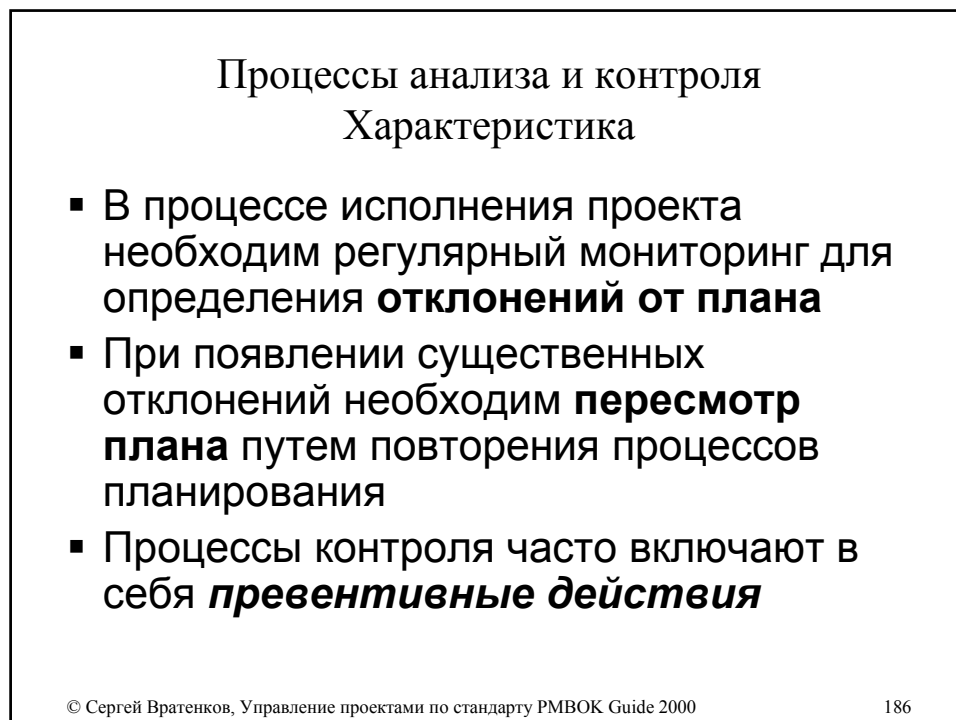 Процессы анализа и контроля
Характеристика
▪ В процессе исполнения проекта
необходим регулярный мониторинг для
определения отклонений от плана
▪ При появлении существенных
отклонений необходим пересмотр
плана путем повторения процессов
планирования
▪ Процессы контроля часто включают в
себя превентивные действия
© Сергей Вратенков, Управление проектами по стандарту PMBOK Guide 2000 186